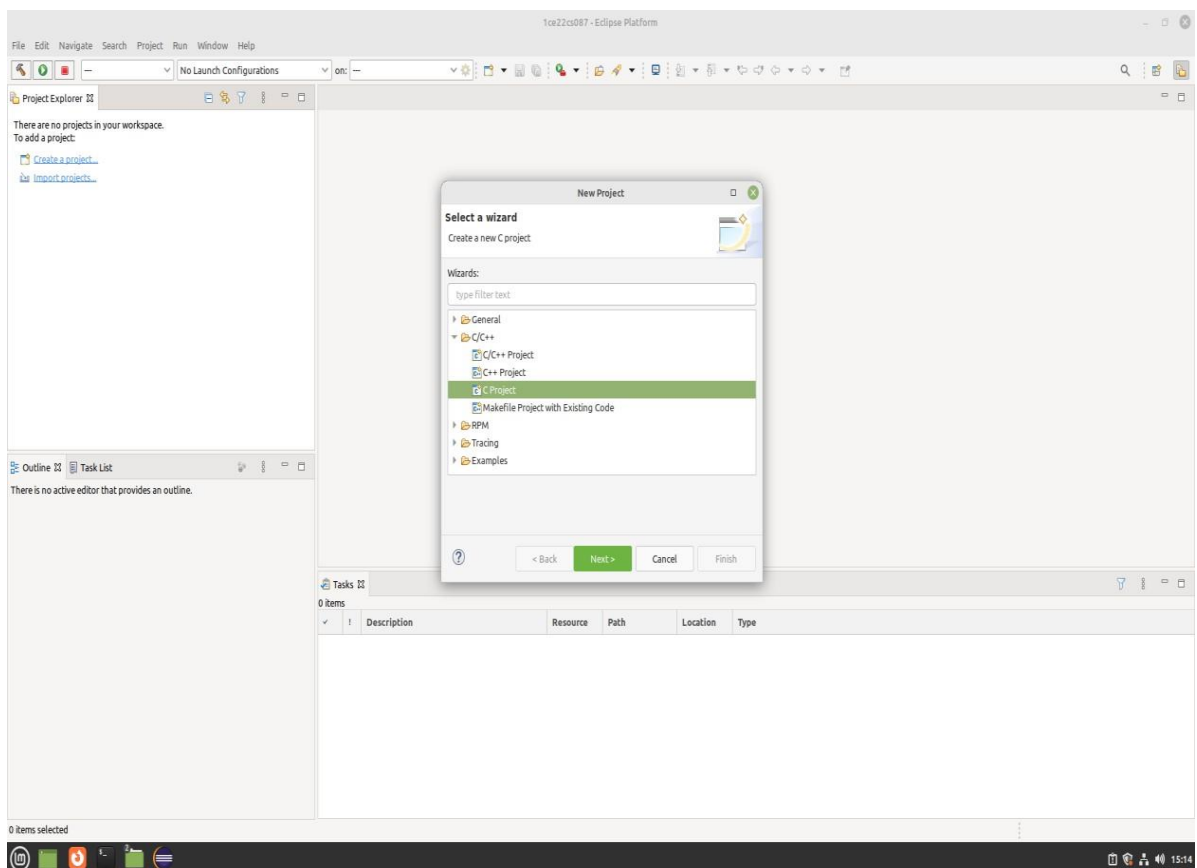 1ce22cs087 - Eclipse Platform
File Edit Navigate Search Project Run Window Help
No Launch Configurations on:
Project Explorer
There are no projects in your workspace.
To add a project:
Create a project...
Import projects...
New Project
Select a wizard
Create a new C project
Wizards:
type filter text
General
C/C++
C/C++ Project
C++ Project
C Project
Makefile Project with Existing Code
RPM
Tracing
Examples
< Back Next > Cancel Finish
Outline Task List
There is no active editor that provides an outline.
Tasks
0 items
! Description Resource Path Location Type
0 items selected
15:14